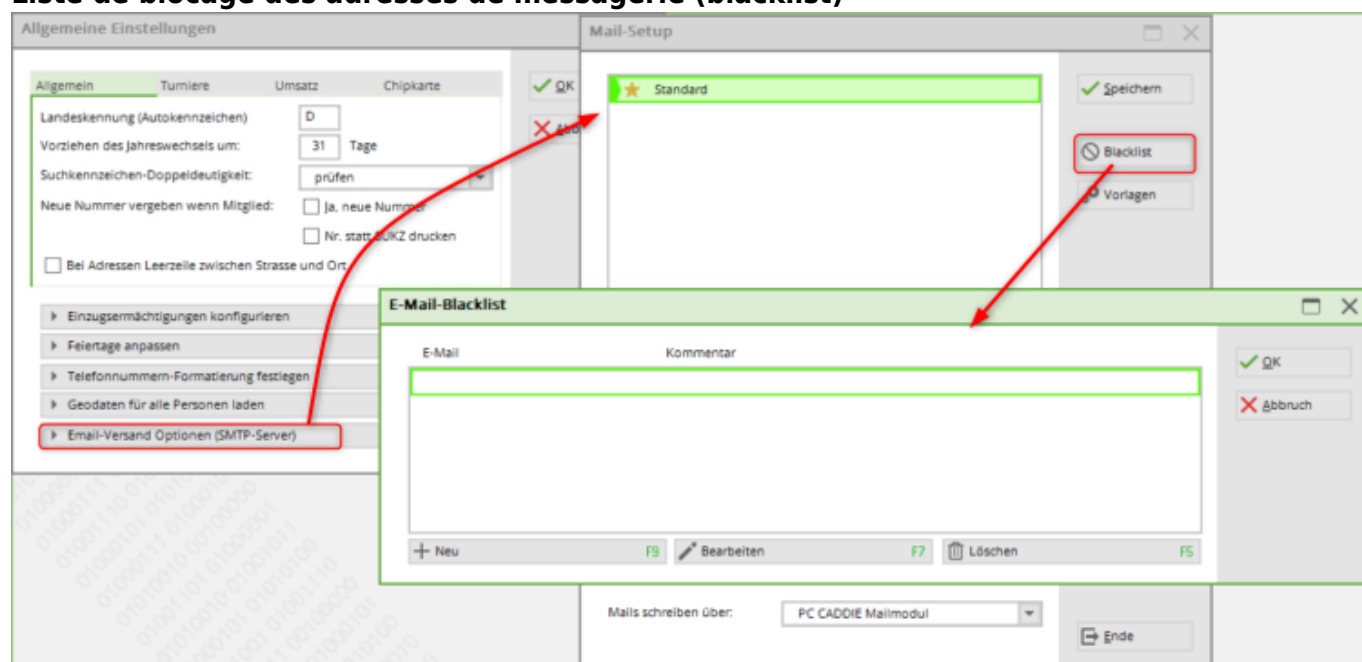 Liste de blocage des adresses de messagerie (blacklist)
Allgemeine Einstellungen
Allgemein Turniere Umsatz Chipkarte
Landeskennung (Autokennzeichen) D
Vorziehen des Jahreswechsels um: 31 Tage
Suchkennzeichen-Doppeldeutigkeit: prüfen
Neue Nummer vergeben wenn Mitglied: Ja, neue Nummer
Nr. statt drucken
Bei Adressen Leerzeile zwischen Strasse und Ort
Einzugsermächtigungen konfigurieren
Feiertage anpassen
Telefonnummern-Formatierung festlegen
Geodaten für alle Personen laden
Email-Versand Optionen (SMTP-Server)
OK
Mail-Setup
Standard
Speichern
Blacklist
Vorlagen
E-Mail-Blacklist
E-Mail Kommentar
OK
Abbruch
Neu F9 Bearbeiten F7 Löschen F5
Mails schreiben über: PC CADDIE Mailmodul
Ende